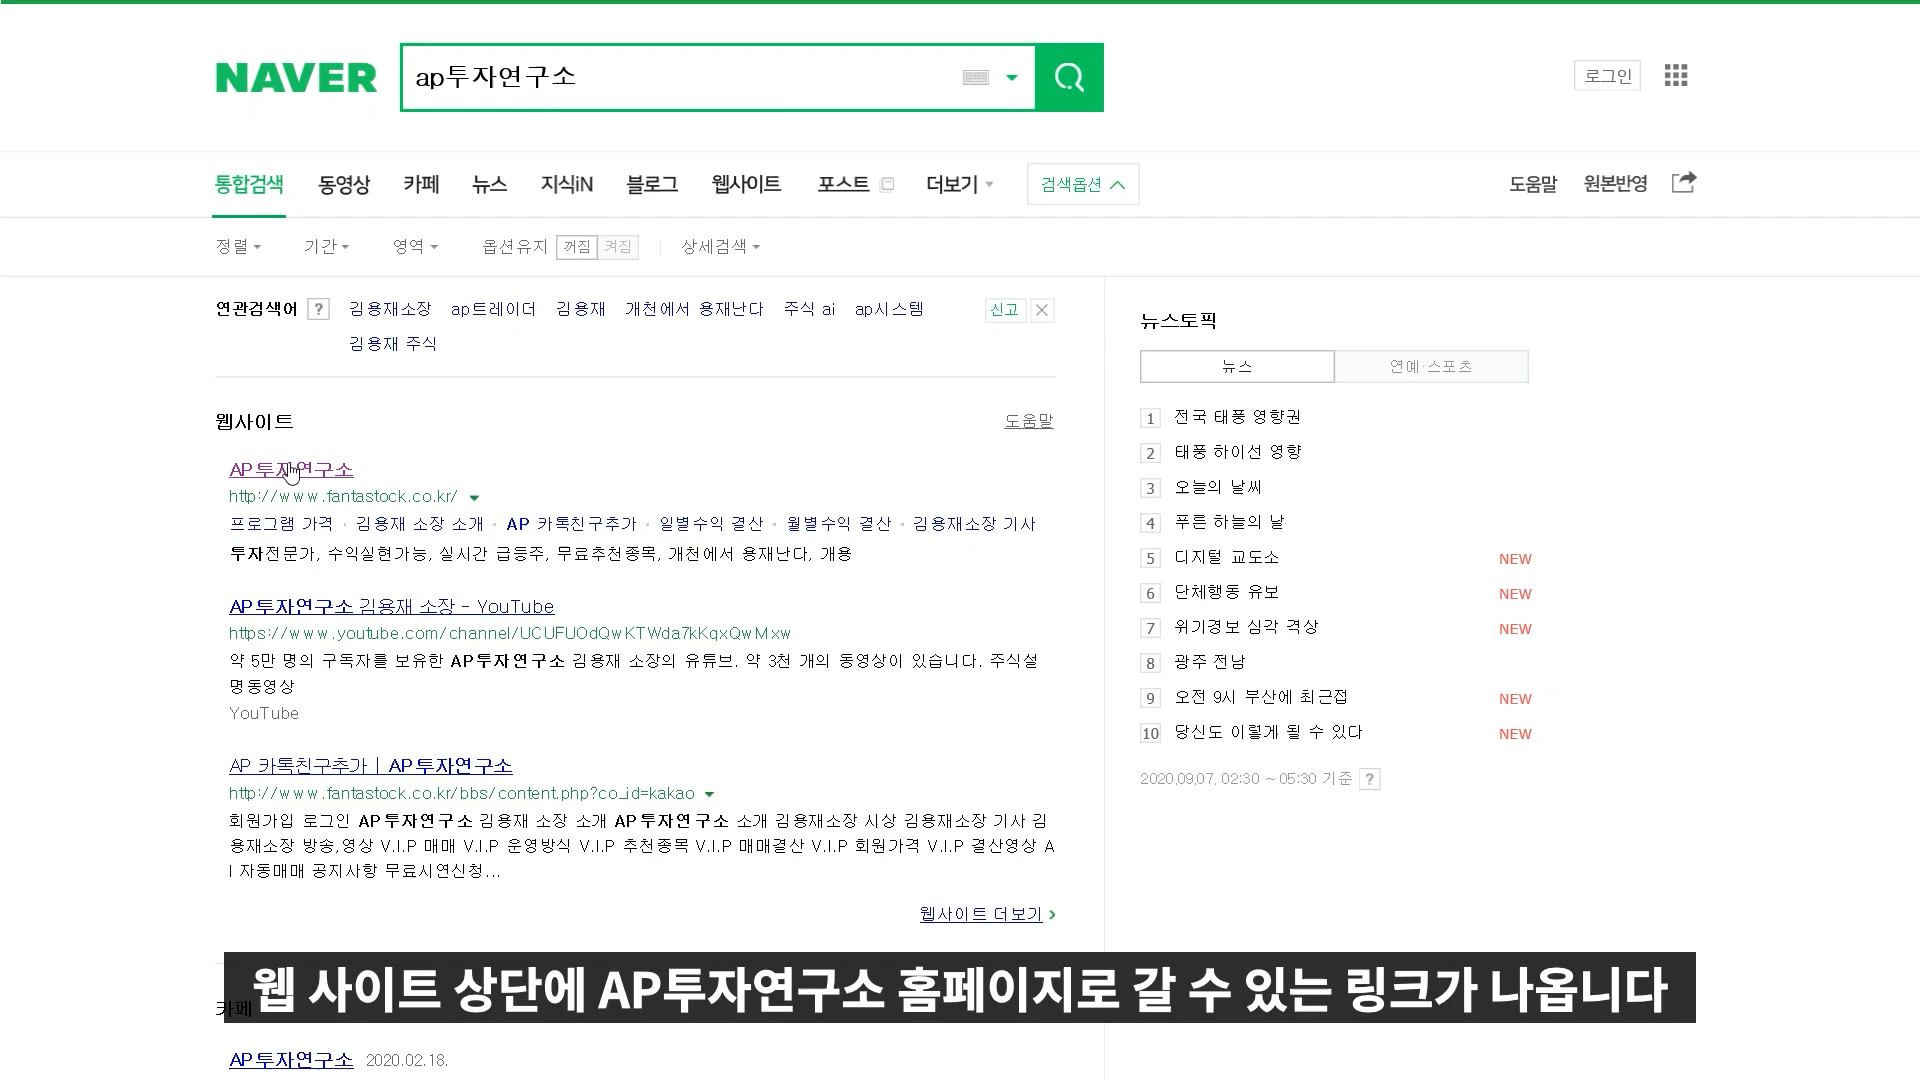 NAVER
ap투자연구소
로그인
통합검색 동영상 카페 뉴스 지식iN 블로그 웹사이트 포스트 더보기 검색옵션 도움말 원본반영
정렬 기간 영역 옵션유지 꺼짐 켜짐 상세검색
연관검색어 ? 김용재소장 ap트레이더 김용재 개천에서 용재난다 주식 ai ap시스템 신고
김용재 주식
웹사이트 도움말
AP투자연구소
http://www.fantastock.co.kr/
프로그램 가격 · 김용재 소장 소개 · AP 카톡친구추가 · 일별수익 결산 · 월별수익 결산 · 김용재소장 기사
투자전문가, 수익실현가능, 실시간 급등주, 무료추천종목, 개천에서 용재난다, 개용
AP투자연구소 김용재 소장 - YouTube
https://www.youtube.com/channel/UCUFUOdQwKTWda7kKqxQwMxw
약 5만 명의 구독자를 보유한 AP투자연구소 김용재 소장의 유튜브. 약 3천 개의 동영상이 있습니다. 주식설
명동영상
YouTube
AP 카톡친구추가 | AP투자연구소
http://www.fantastock.co.kr/bbs/content.php?co_id=kakao
회원가입 로그인 AP투자연구소 김용재 소장 소개 AP투자연구소 소개 김용재소장 시상 김용재소장 기사 김
용재소장 방송,영상 V.I.P 매매 V.I.P 운영방식 V.I.P 추천종목 V.I.P 매매결산 V.I.P 회원가격 V.I.P 결산영상 A
I 자동매매 공지사항 무료시연신청...
웹사이트 더보기
카페
AP투자연구소 2020.02.18.
뉴스토픽
뉴스 연예·스포츠
1 전국 태풍 영향권
2 태풍 하이선 영향
3 오늘의 날씨
4 푸른 하늘의 날
5 디지털 교도소 NEW
6 단체행동 유보 NEW
7 위기경보 심각 격상 NEW
8 광주 전남
9 오전 9시 부산에 최근접 NEW
10 당신도 이렇게 될 수 있다 NEW
2020.09.07. 02:30 ~ 05:30 기준 ?
웹 사이트 상단에 AP투자연구소 홈페이지로 갈 수 있는 링크가 나옵니다